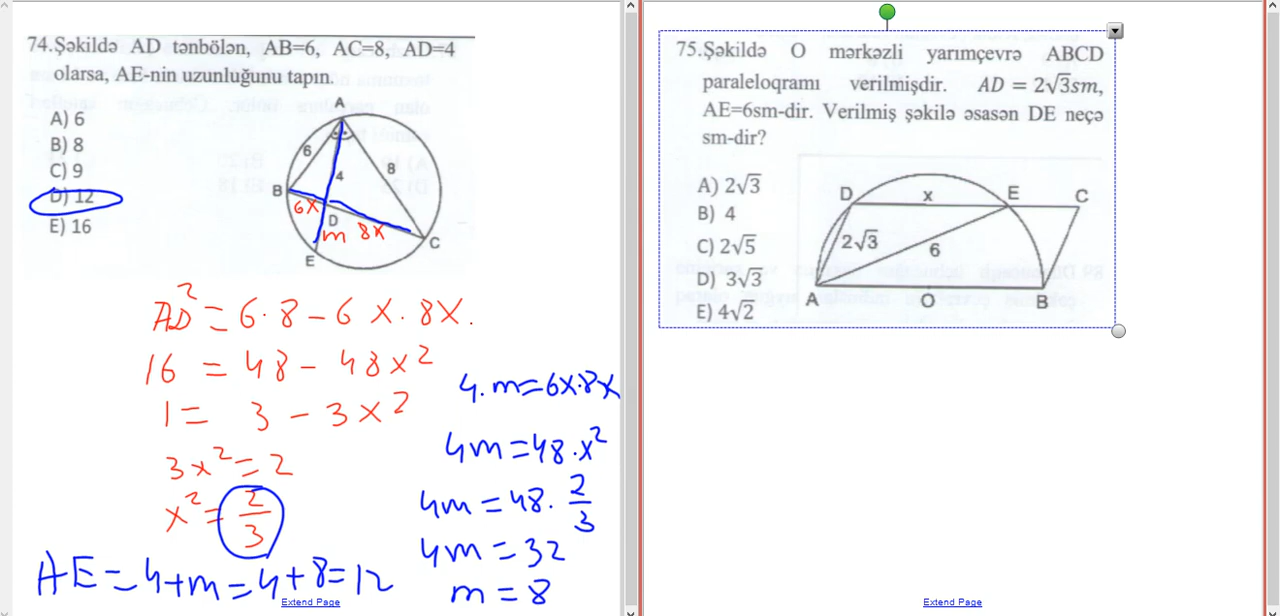 74.Şəkildə AD tənbölən, AB=6, AC=8, AD=4
olarsa, AE-nin uzunluğunu tapın.
A) 6
B) 8
C) 9
D) 12
E) 16
A
6
8
4
B
6x
D
m
8x
C
E
AD² = 6·8 – 6x·8x.
16 = 48 – 48x²
1 = 3 – 3x²
3x² = 2
x² = 2/3
AE = 4+m = 4+8 = 12
4·m=6x·8x
4m=48·x²
4m = 48·2/3
4m = 32
m = 8
Extend Page
75.Şəkildə O mərkəzli yarımçevrə ABCD
paraleloqramı verilmişdir. AD = 2√3sm,
AE=6sm-dir. Verilmiş şəkilə əsasən DE neçə
sm-dir?
A) 2√3
B) 4
C) 2√5
D) 3√3
E) 4√2
D
x
E
C
2√3
6
A
O
B
Extend Page